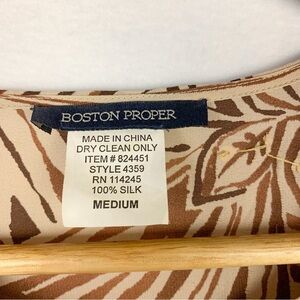 BOSTON PROPER
MADE IN CHINA
DRY CLEAN ONLY
ITEM # 824451
STYLE 4359
RN 114245
100% SILK
MEDIUM